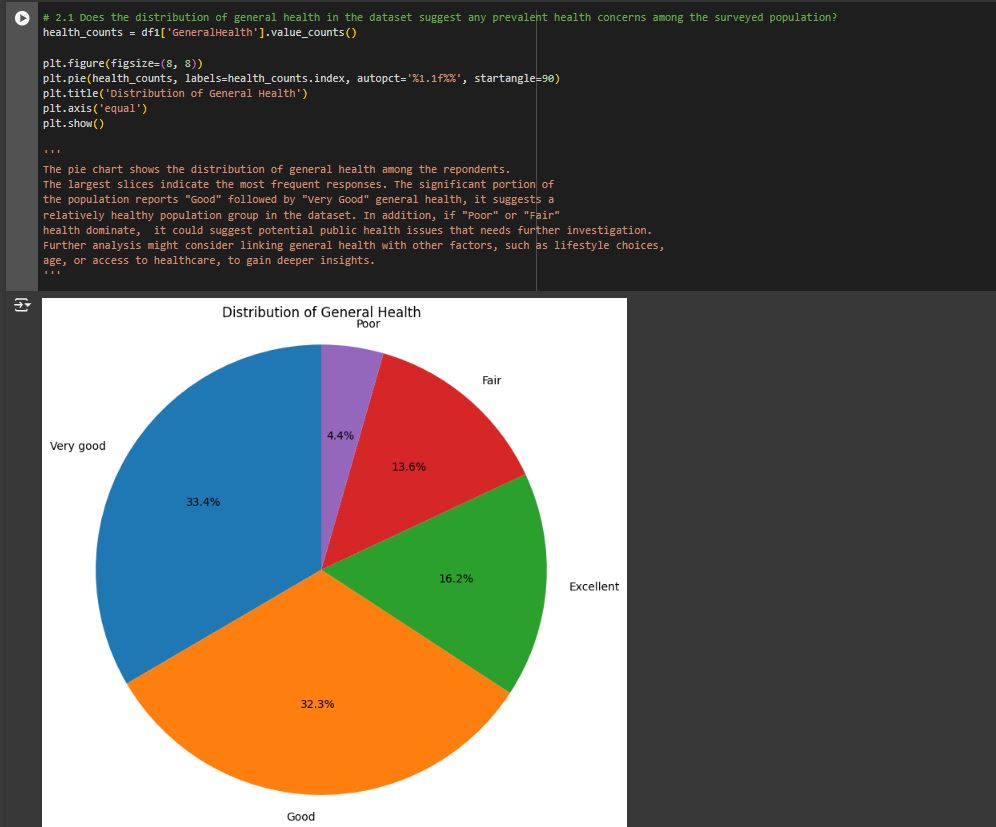 # 2.1 Does the distribution of general health in the dataset suggest any prevalent health concerns among the surveyed population?
health_counts = df1['GeneralHealth'].value_counts()
plt.figure(figsize=(8, 8))
plt.pie(health_counts, labels=health_counts.index, autopct='%1.1f%%', startangle=90)
plt.title('Distribution of General Health')
plt.axis('equal')
plt.show()
'''
The pie chart shows the distribution of general health among the repondents.
The largest slices indicate the most frequent responses. The significant portion of
the population reports "Good" followed by "Very Good" general health, it suggests a
relatively healthy population group in the dataset. In addition, if "Poor" or "Fair"
health dominate,  it could suggest potential public health issues that needs further investigation.
Further analysis might consider linking general health with other factors, such as lifestyle choices,
age, or access to healthcare, to gain deeper insights.
'''
Distribution of General Health
Poor
Fair
4.4%
Very good
13.6%
33.4%
16.2%
Excellent
32.3%
Good